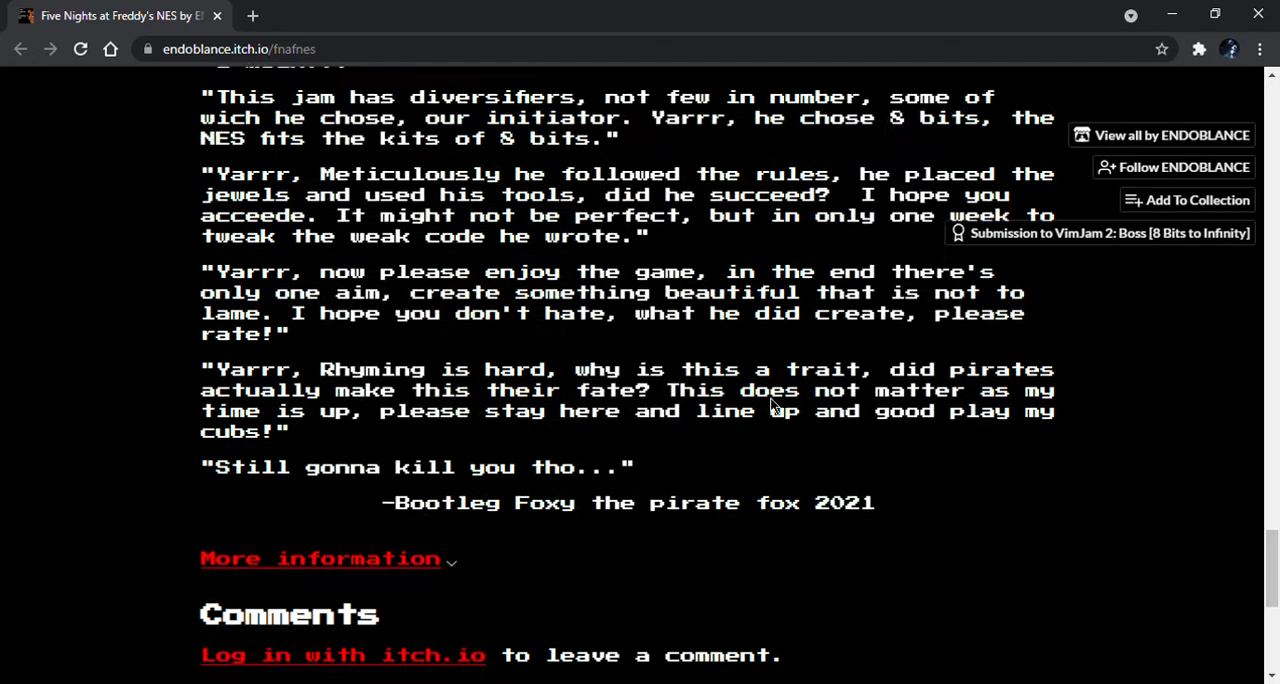 Five Nights at Freddy's NES by E
endoblance.itch.io/fnafnes
"This jam has diversifiers, not few in number, some of
wich he chose, our initiator. Yarrr, he chose 8 bits, the
NES fits the kits of 8 bits."
"Yarrr, Meticulously he followed the rules, he placed the
jewels and used his tools, did he succeed? I hope you
acceede. It might not be perfect, but in only one week to
tweak the weak code he wrote."
"Yarrr, now please enjoy the game, in the end there's
only one aim, create something beautiful that is not to
lame. I hope you don't hate, what he did create, please
rate!"
"Yarrr, Rhyming is hard, why is this a trait, did pirates
actually make this their fate? This does not matter as my
time is up, please stay here and line up and good play my
cubs!"
"Still gonna kill you tho..."
-Bootleg Foxy the pirate fox 2021
More information
Comments
Log in with itch.io to leave a comment.
View all by ENDOBLANCE
Follow ENDOBLANCE
Add To Collection
Submission to VimJam 2: Boss [8 Bits to Infinity]